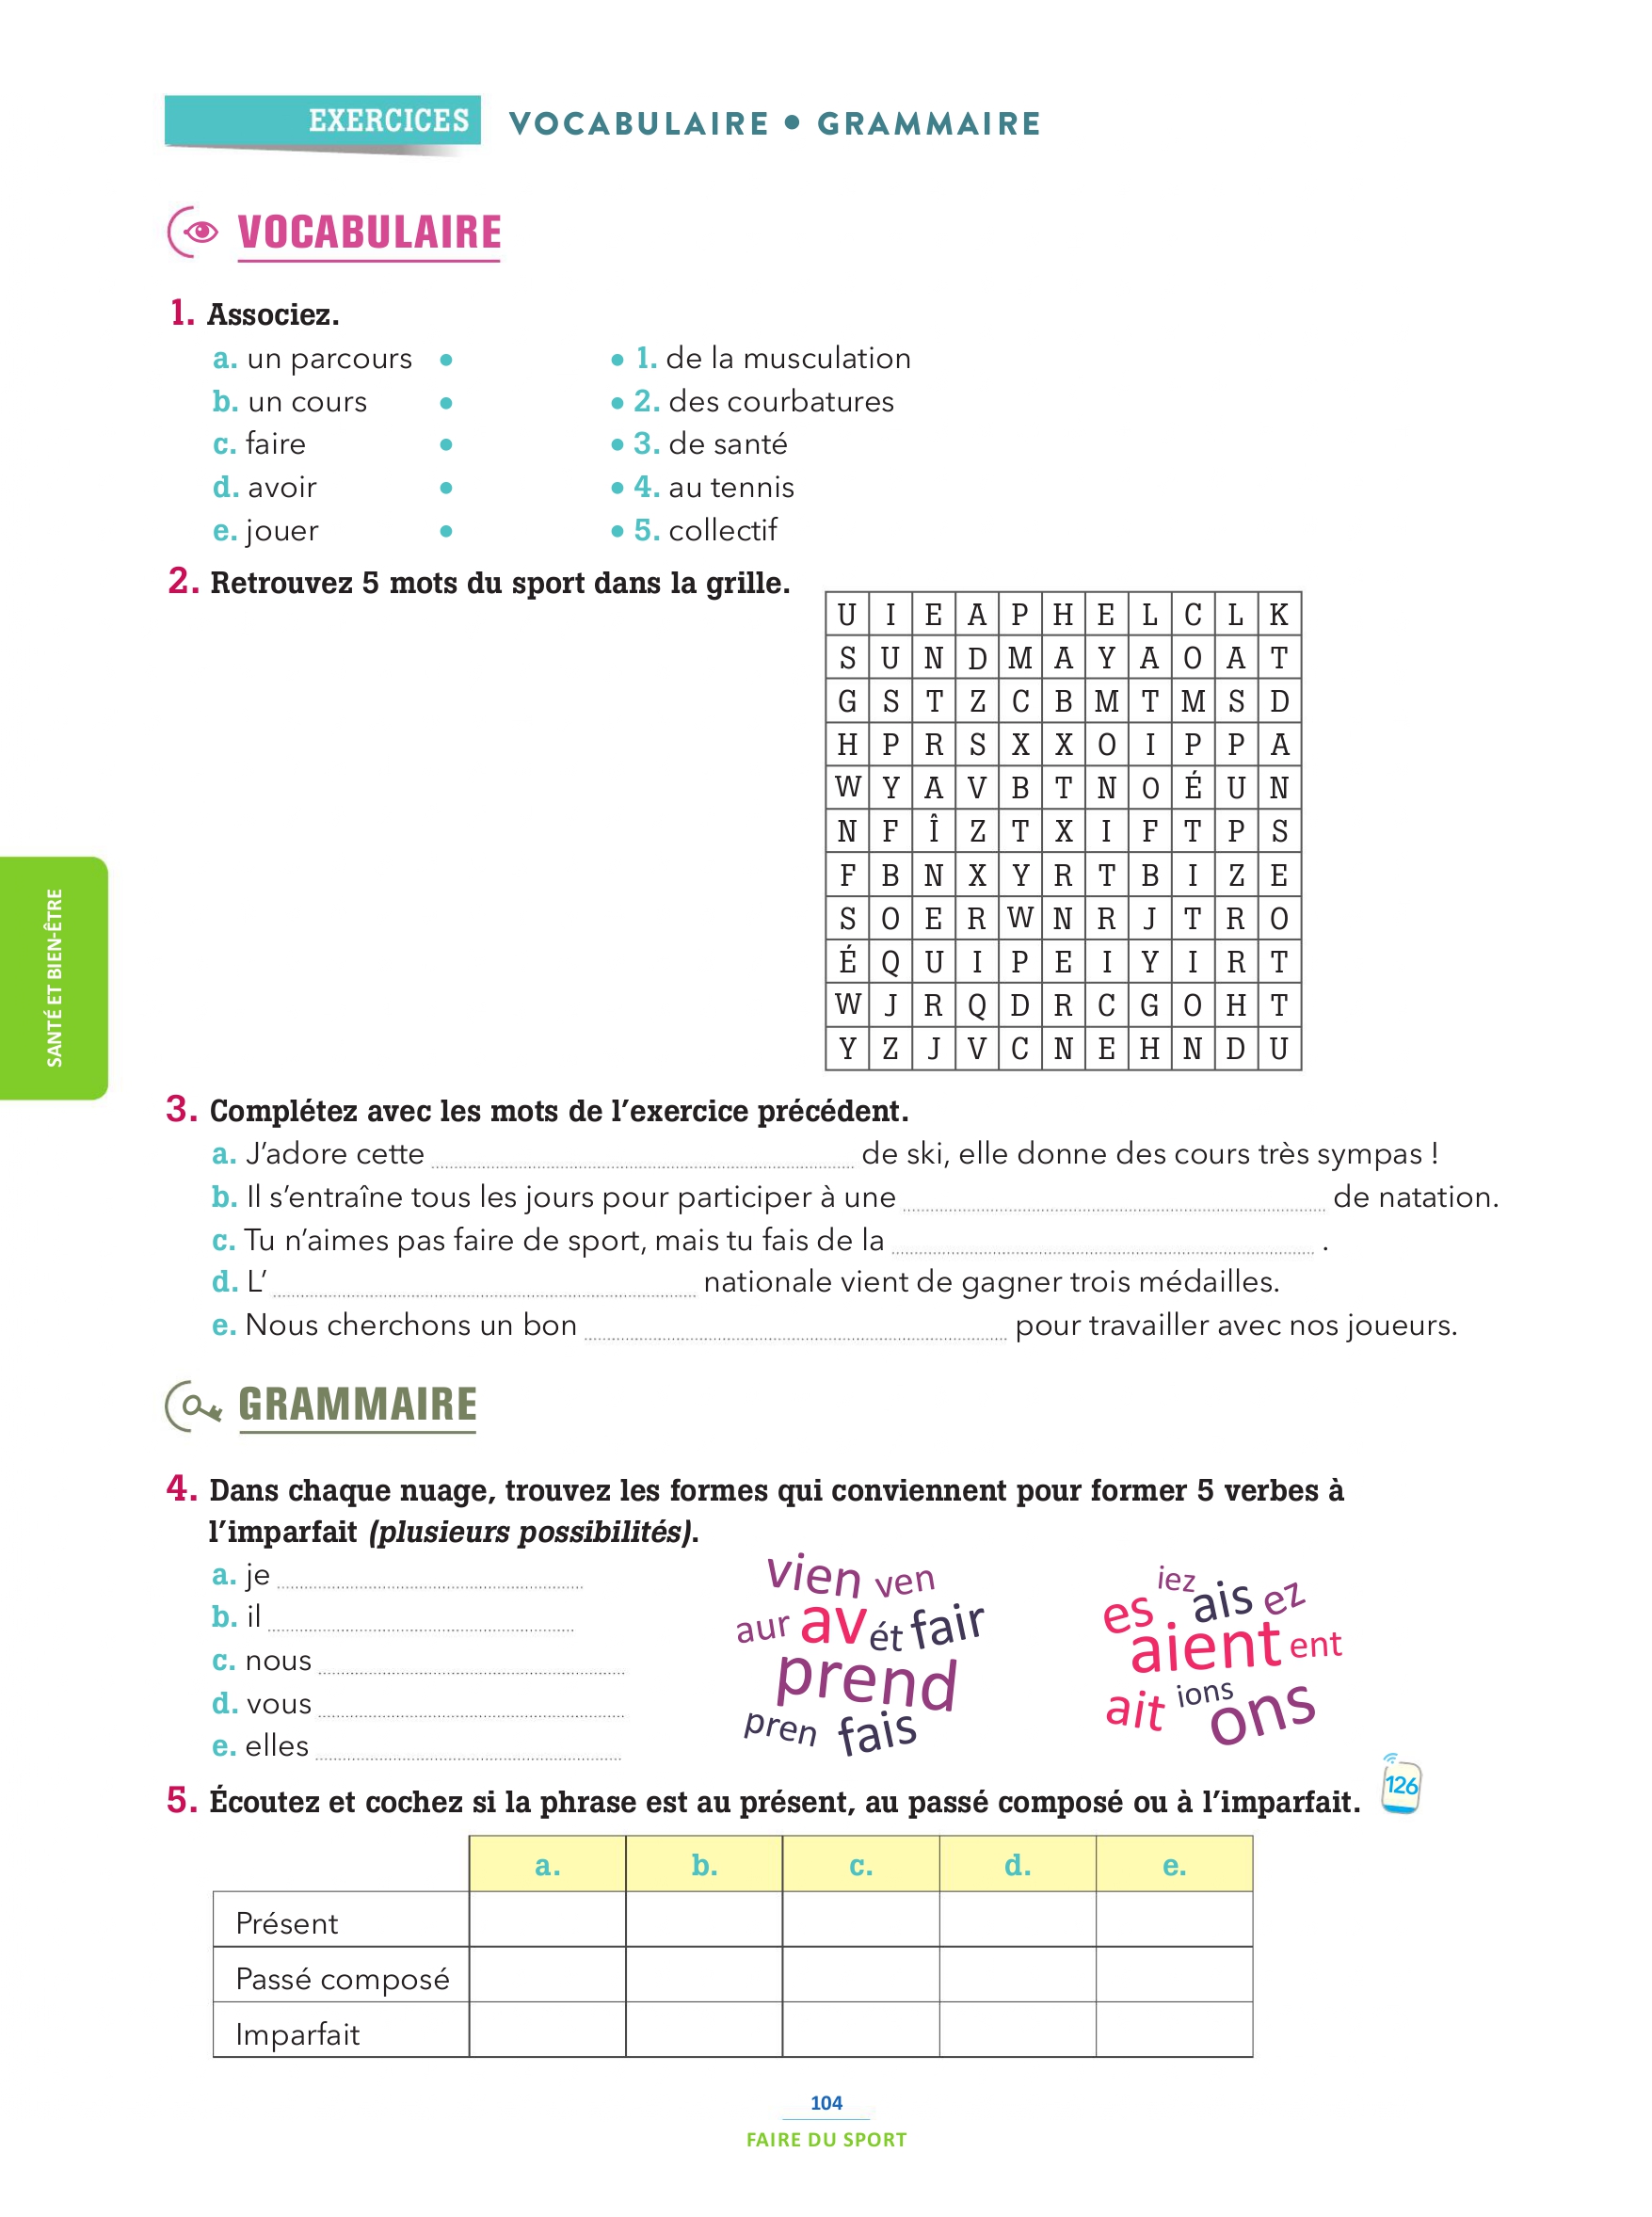 EXERCICES VOCABULAIRE • GRAMMAIRE
VOCABULAIRE
1. Associez.
a. un parcours • • 1. de la musculation
b. un cours • • 2. des courbatures
c. faire • • 3. de santé
d. avoir • • 4. au tennis
e. jouer • • 5. collectif
2. Retrouvez 5 mots du sport dans la grille.
U I E A P H E L C L K
S U N D M A Y A O A T
G S T Z C B M T M S D
H P R S X X O I P P A
W Y A V B T N O É U N
N F Î Z T X I F T P S
F B N X Y R T B I Z E
S O E R W N R J T R O
É Q U I P E I Y I R T
W J R Q D R C G O H T
Y Z J V C N E H N D U
SANTÉ ET BIEN-ÊTRE
3. Complétez avec les mots de l'exercice précédent.
a. J'adore cette ........ de ski, elle donne des cours très sympas !
b. Il s'entraîne tous les jours pour participer à une ........ de natation.
c. Tu n'aimes pas faire de sport, mais tu fais de la ........ .
d. L' ........ nationale vient de gagner trois médailles.
e. Nous cherchons un bon ........ pour travailler avec nos joueurs.
GRAMMAIRE
4. Dans chaque nuage, trouvez les formes qui conviennent pour former 5 verbes à
l'imparfait (plusieurs possibilités).
a. je ........
b. il ........
c. nous ........
d. vous ........
e. elles ........
vien ven
aur av ét fair
prend
pren fais
iez
es ais ez
aient ent
ait ions
ons
5. Écoutez et cochez si la phrase est au présent, au passé composé ou à l'imparfait. 126
a. b. c. d. e.
Présent
Passé composé
Imparfait
104
FAIRE DU SPORT